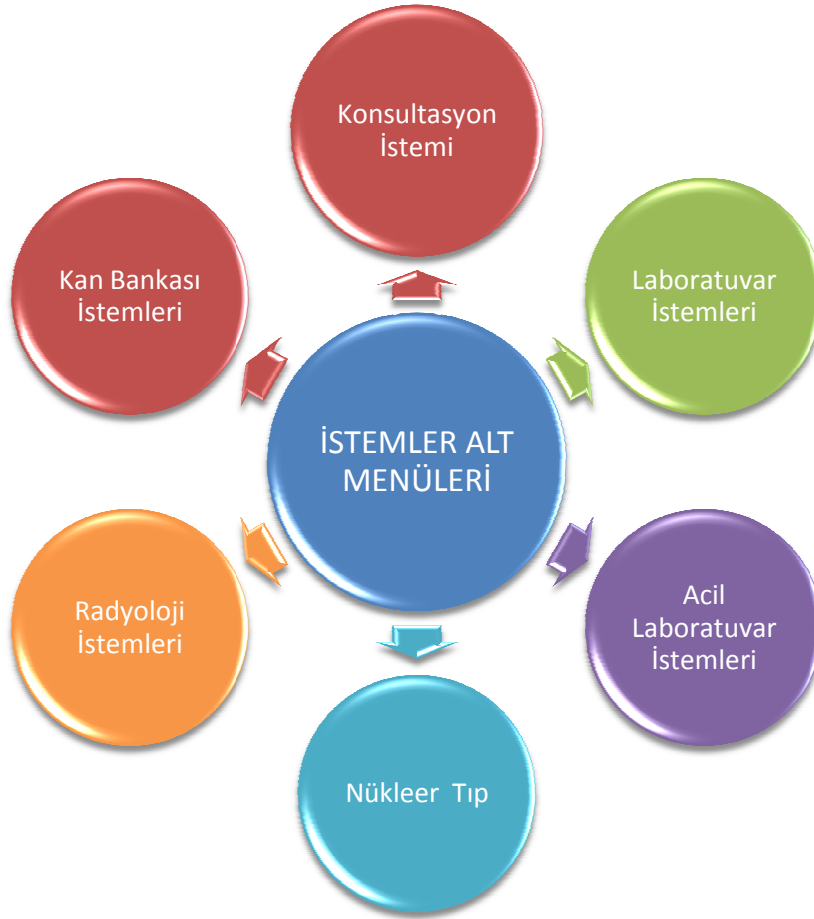 Konsultasyon
İstemi
Kan Bankası
İstemleri
Laboratuvar
İstemleri
İSTEMLER ALT
MENÜLERİ
Radyoloji
İstemleri
Acil
Laboratuvar
İstemleri
Nükleer Tıp